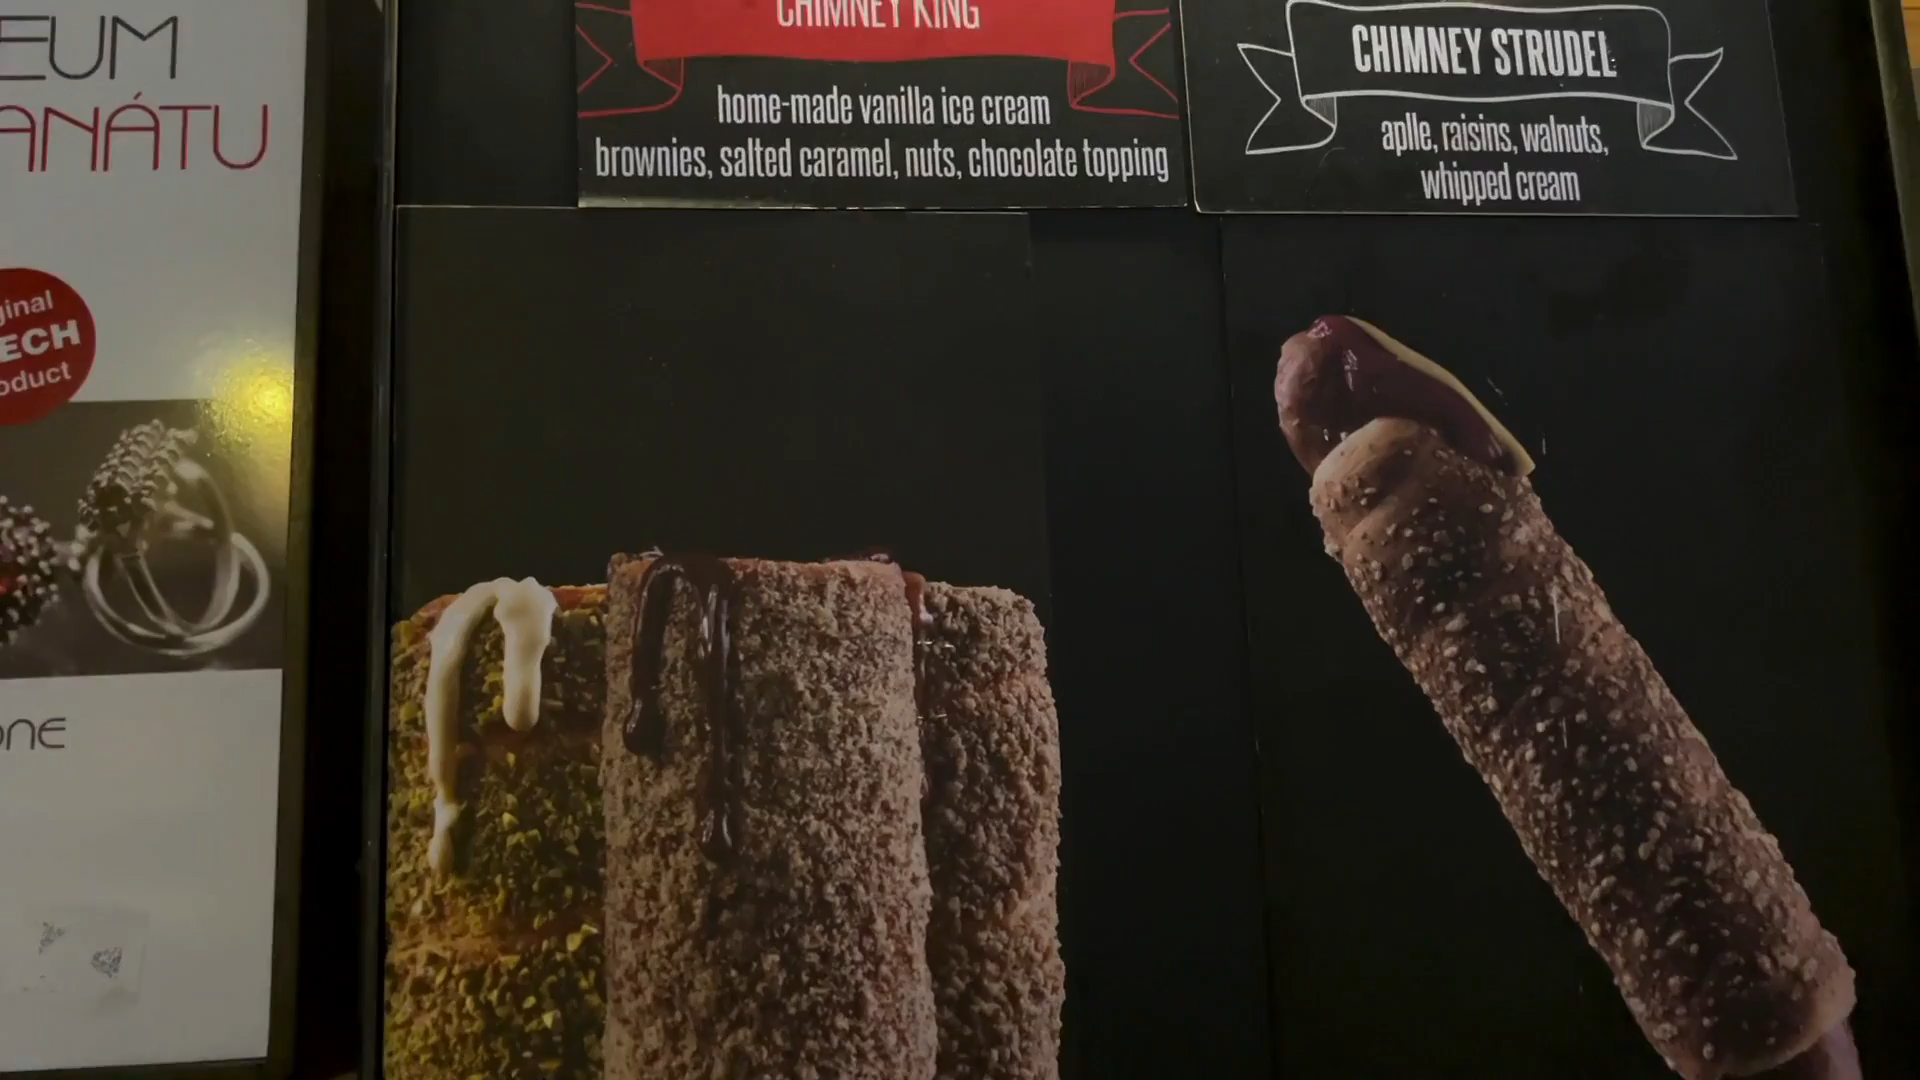 EUM
ANÁTU
ginal
ECH
oduct
ONE
CHIMNEY KING
home-made vanilla ice cream
brownies, salted caramel, nuts, chocolate topping
CHIMNEY STRUDEL
aplle, raisins, walnuts,
whipped cream